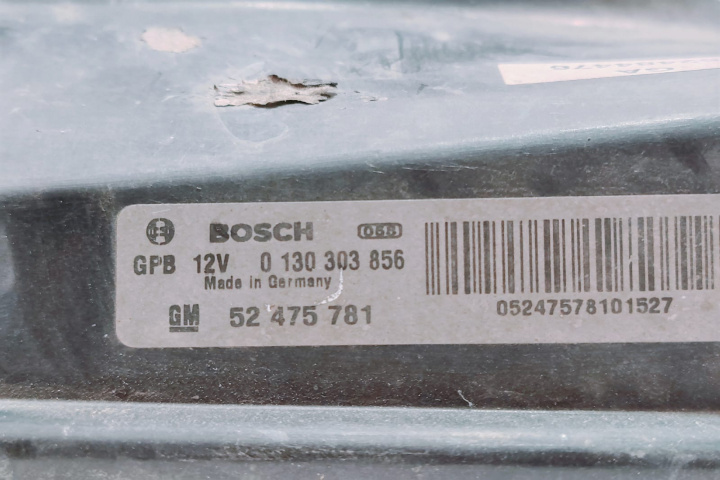 BOSCH 058
GPB 12V 0 130 303 856
Made in Germany
GM 52 475 781
05247578101527